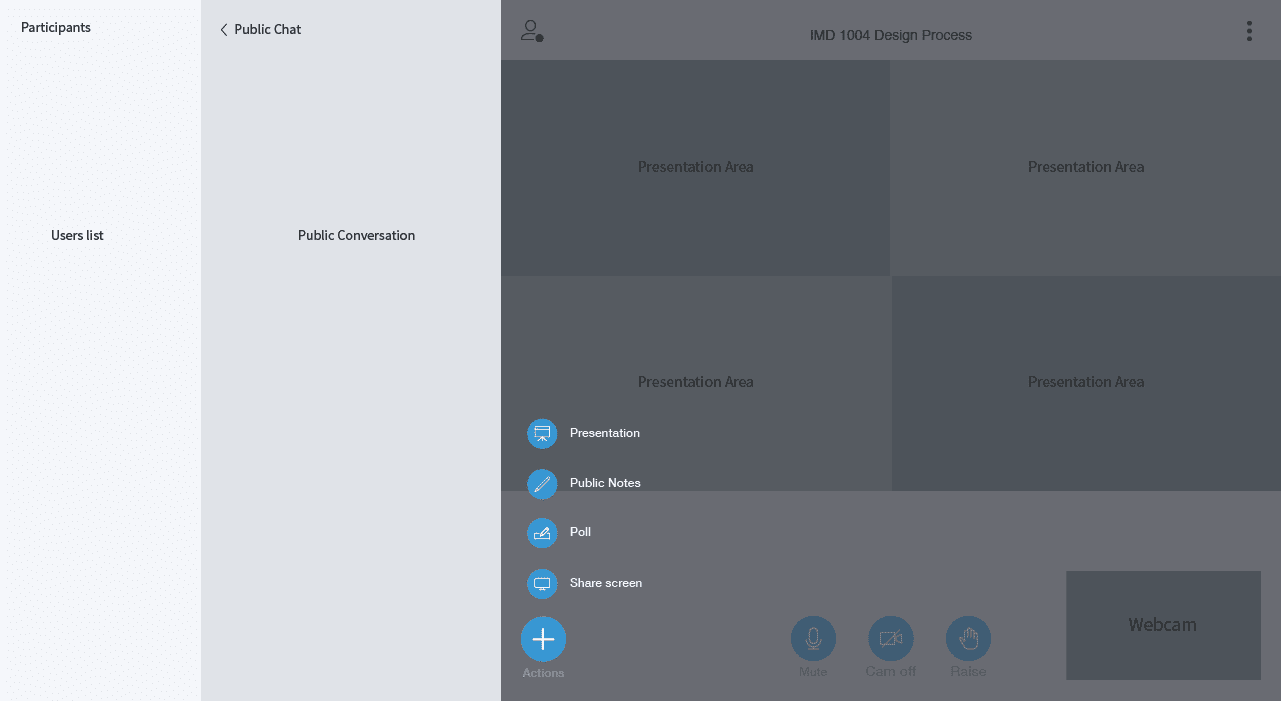 Participants
Users list
Public Chat
Public Conversation
IMD 1004 Design Process
Presentation Area
Presentation Area
Presentation Area
Presentation Area
Presentation
Public Notes
Poll
Share screen
Actions
Mute
Cam off
Raise
Webcam